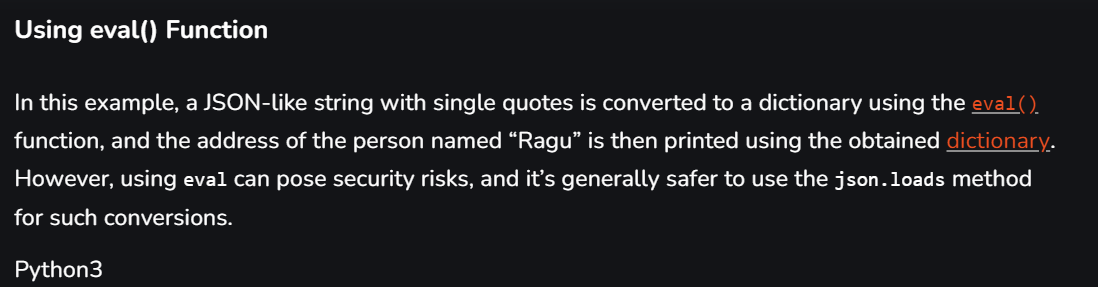 Using eval() Function
In this example, a JSON-like string with single quotes is converted to a dictionary using the eval()
function, and the address of the person named “Ragu” is then printed using the obtained dictionary.
However, using eval can pose security risks, and it’s generally safer to use the json.loads method
for such conversions.
Python3